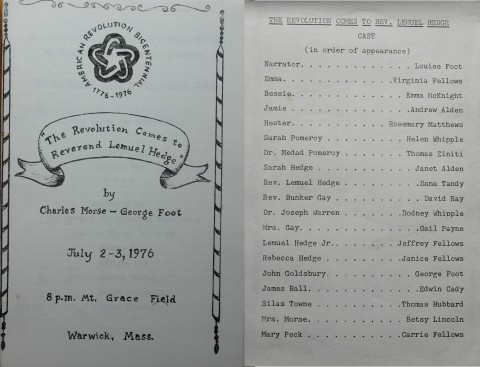 AMERICAN REVOLUTION BICENTENNIAL
1776-1976
"The Revolution Comes to
Reverend Lemuel Hedge"
by
Charles Morse – George Foot
July 2-3, 1976
8 p.m. Mt. Grace Field
Warwick, Mass.
THE REVOLUTION COMES TO REV. LEMUEL HEDGE
CAST
(in order of appearance)
Narrator. . . . . . . . . . . . Louise Foot
Emma. . . . . . . . . . . . Virginia Fellows
Bessie. . . . . . . . . . . . Emma McKnight
Jamie . . . . . . . . . . . . Andrew Alden
Hester. . . . . . . . . . . . Rosemary Matthews
Sarah Pomeroy . . . . . . . . . . . . Helen Whipple
Dr. Medad Pomeroy . . . . . . . . . . . . Thomas Ziniti
Sarah Hedge . . . . . . . . . . . . Janet Alden
Rev. Lemuel Hedge . . . . . . . . . . . . Dana Tandy
Rev. Bunker Gay . . . . . . . . . . . . David Ray
Dr. Joseph Warren . . . . . . . . . . . . Rodney Whipple
Mrs. Gay. . . . . . . . . . . . Gail Payne
Lemuel Hedge Jr. . . . . . . . . . . . Jeffrey Fellows
Rebecca Hedge . . . . . . . . . . . . Janice Fellows
John Goldsbury . . . . . . . . . . . . George Foot
James Ball. . . . . . . . . . . . Edwin Cady
Silas Towne . . . . . . . . . . . . Thomas Hubbard
Mrs. Morse. . . . . . . . . . . . Betsy Lincoln
Mary Peck . . . . . . . . . . . . Carrie Fellows